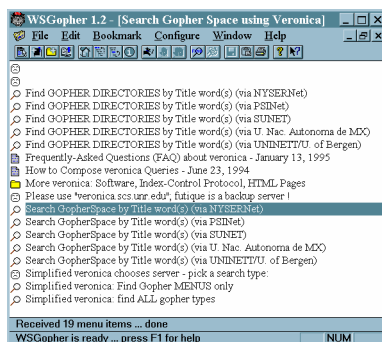 WSGopher 1.2 - [Search Gopher Space using Veronica]
File Edit Bookmark Configure Window Help
Find GOPHER DIRECTORIES by Title word(s) (via NYSERNet)
Find GOPHER DIRECTORIES by Title word(s) (via PSINet)
Find GOPHER DIRECTORIES by Title word(s) (via SUNET)
Find GOPHER DIRECTORIES by Title word(s) (via U. Nac. Autonoma de MX)
Find GOPHER DIRECTORIES by Title word(s) (via UNINETT/U. of Bergen)
Frequently-Asked Questions (FAQ) about veronica - January 13, 1995
How to Compose veronica Queries - June 23, 1994
More veronica: Software, Index-Control Protocol, HTML Pages
Please use "veronica.scs.unr.edu"; futique is a backup server !
Search GopherSpace by Title word(s) (via NYSERNet)
Search GopherSpace by Title word(s) (via PSINet)
Search GopherSpace by Title word(s) (via SUNET)
Search GopherSpace by Title word(s) (via U. Nac. Autonoma de MX)
Search GopherSpace by Title word(s) (via UNINETT/U. of Bergen)
Simplified veronica chooses server - pick a search type:
Simplified veronica: Find Gopher MENUS only
Simplified veronica: find ALL gopher types
Received 19 menu items ... done
WSGopher is ready ... press F1 for help NUM